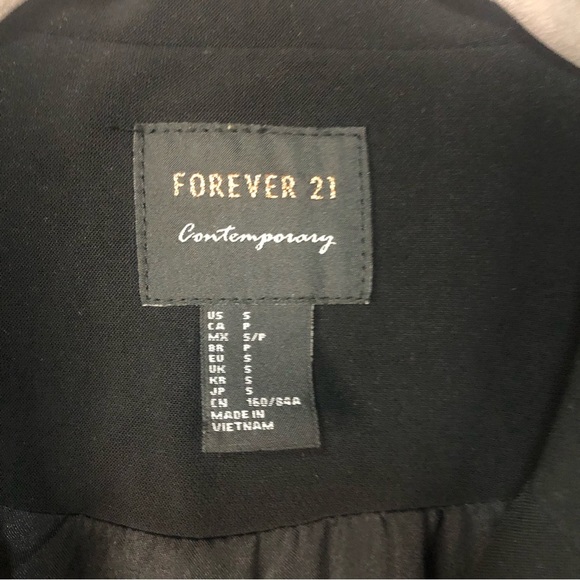 FOREVER 21
Contemporary
US S
CA P
MX S/P
BR P
EU S
UK S
KR S
JP S
CN 160/84A
MADE IN
VIETNAM